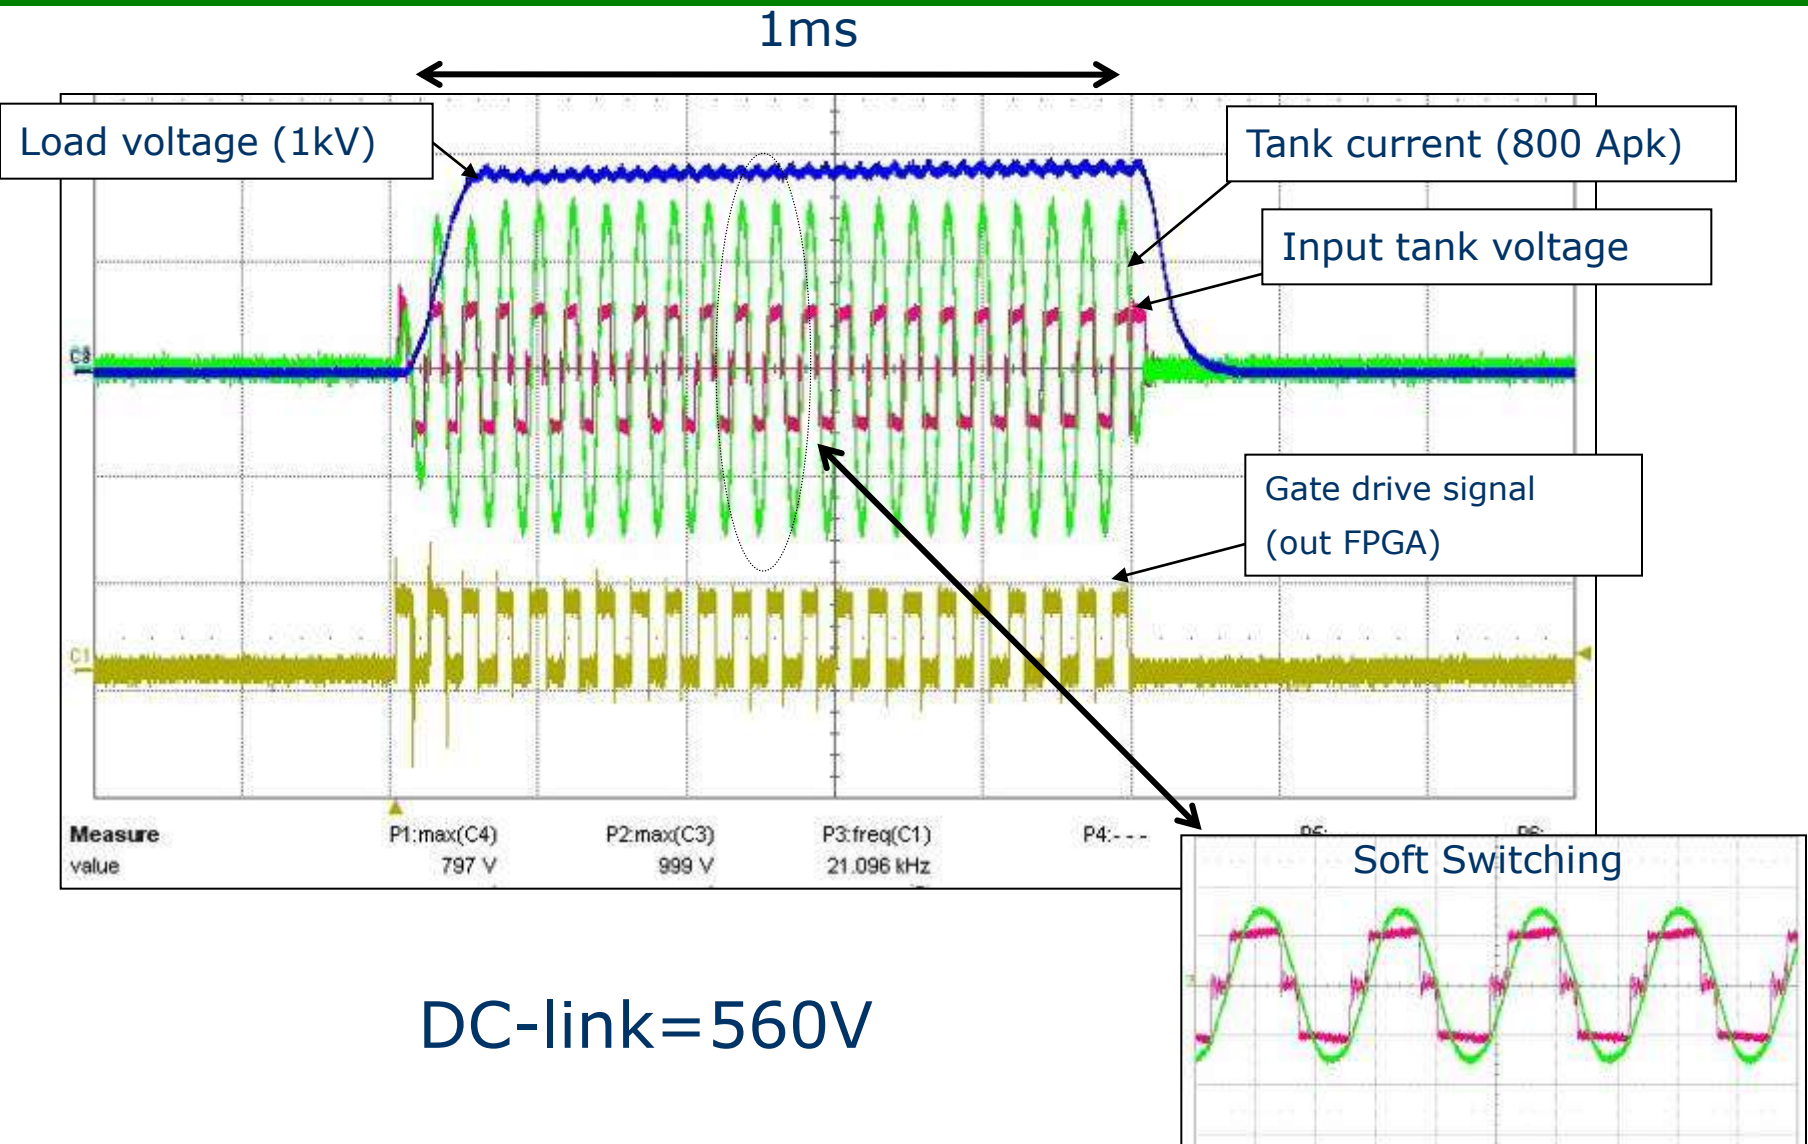 1ms
Load voltage (1kV)
Tank current (800 Apk)
Input tank voltage
Gate drive signal
(out FPGA)
C1
Measure
P1:max(C4)
P2:max(C3)
P3:freq(C1)
P4:- - -
value
797 V
999 V
21.096 kHz
Soft Switching
DC-link=560V